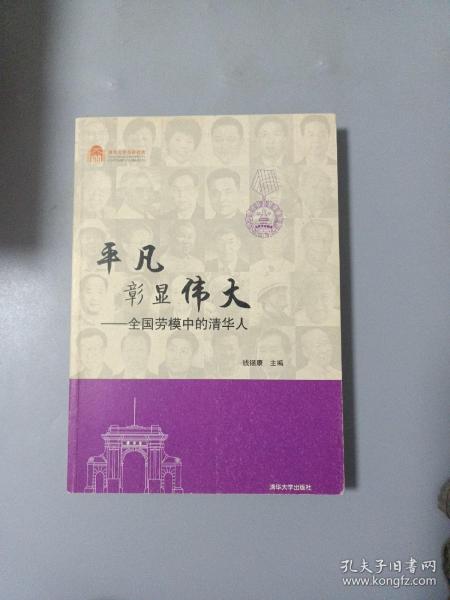 平凡
彰显伟大
——全国劳模中的清华人
钱锡康 主编
清华大学出版社
孔夫子旧书网
www.kongfz.com